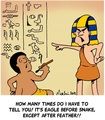 HOW MANY TIMES DO I HAVE TO
TELL YOU! IT'S EAGLE BEFORE SNAKE,
EXCEPT AFTER FEATHER!!